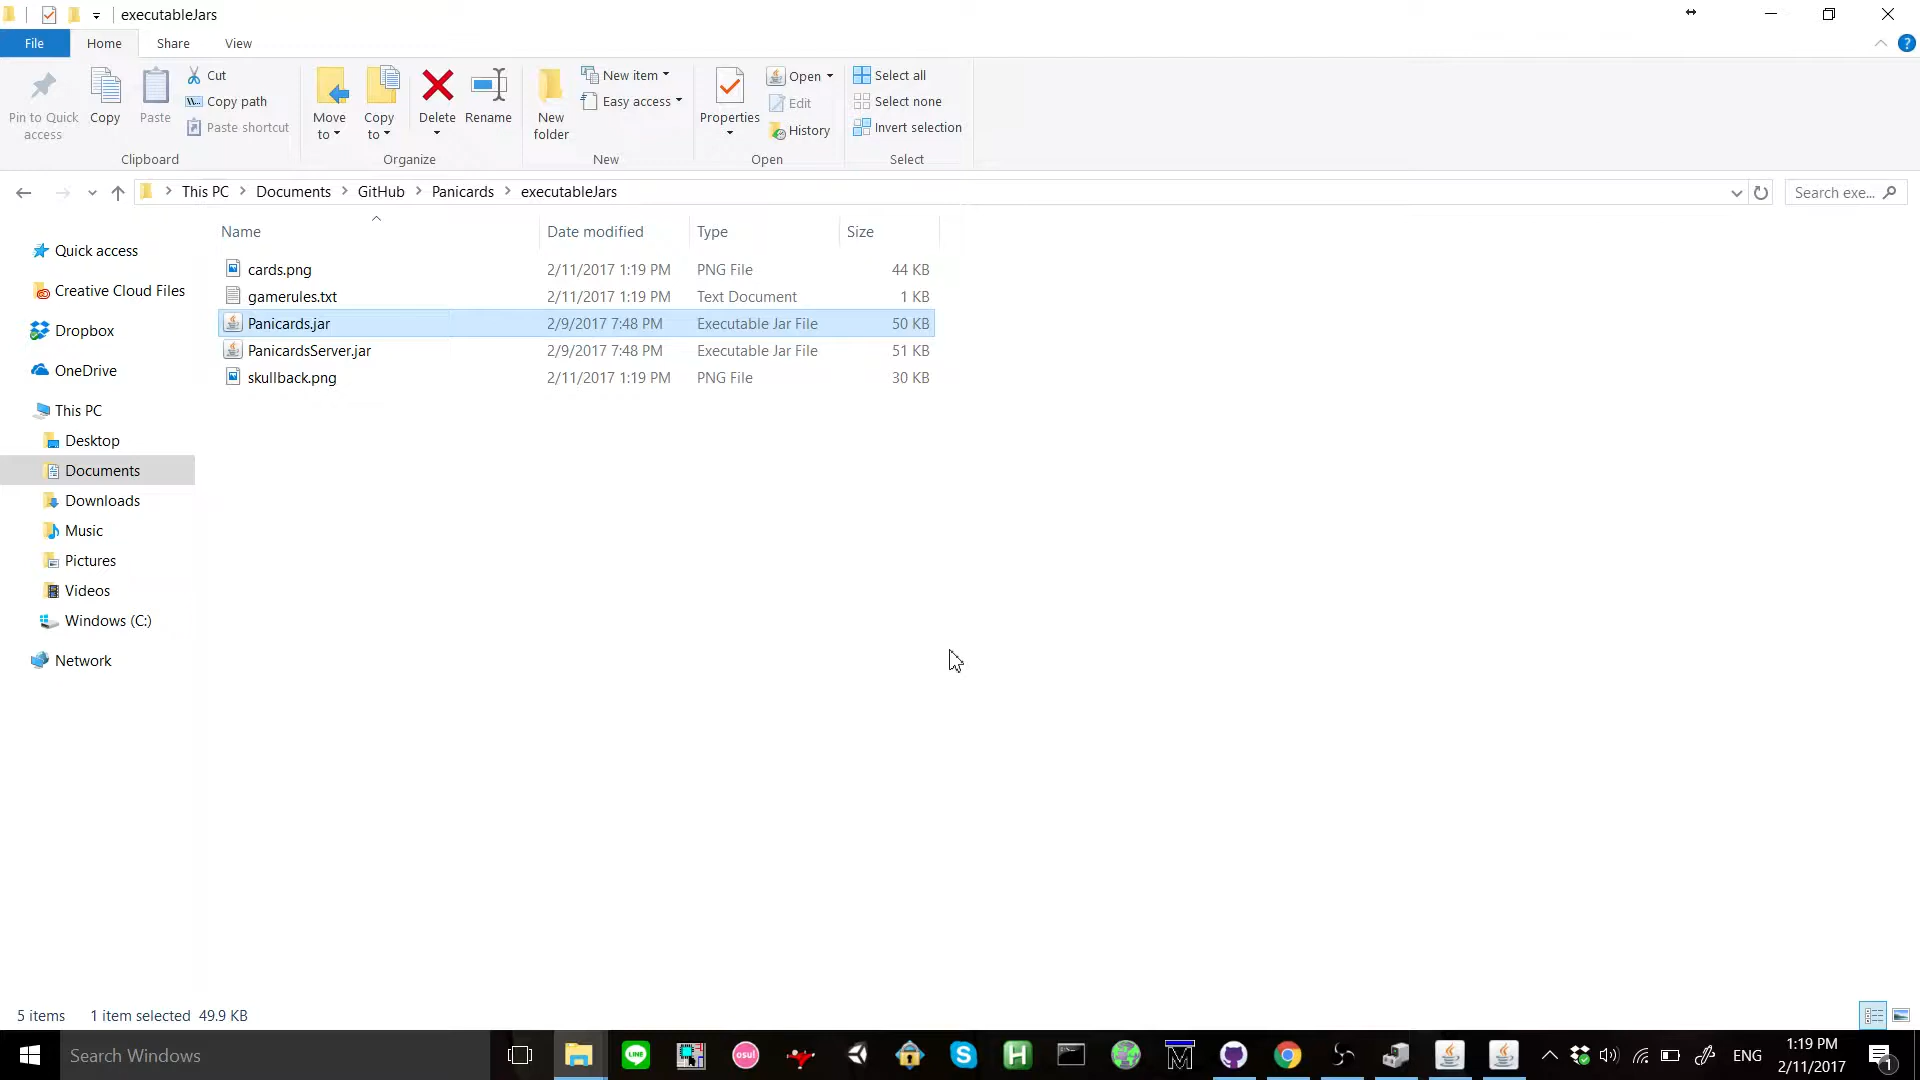 executableJars
File Home Share View
Pin to Quick access
Copy
Paste
Cut
Copy path
Paste shortcut
Clipboard
Move to
Copy to
Delete
Rename
Organize
New folder
New item
Easy access
New
Properties
Open
Edit
History
Open
Select all
Select none
Invert selection
Select
This PC > Documents > GitHub > Panicards > executableJars
Search exe...
Name Date modified Type Size
cards.png 2/11/2017 1:19 PM PNG File 44 KB
gamerules.txt 2/11/2017 1:19 PM Text Document 1 KB
Panicards.jar 2/9/2017 7:48 PM Executable Jar File 50 KB
PanicardsServer.jar 2/9/2017 7:48 PM Executable Jar File 51 KB
skullback.png 2/11/2017 1:19 PM PNG File 30 KB
Quick access
Creative Cloud Files
Dropbox
OneDrive
This PC
Desktop
Documents
Downloads
Music
Pictures
Videos
Windows (C:)
Network
5 items 1 item selected 49.9 KB
Search Windows
LINE
osu!
ENG
1:19 PM
2/11/2017
1